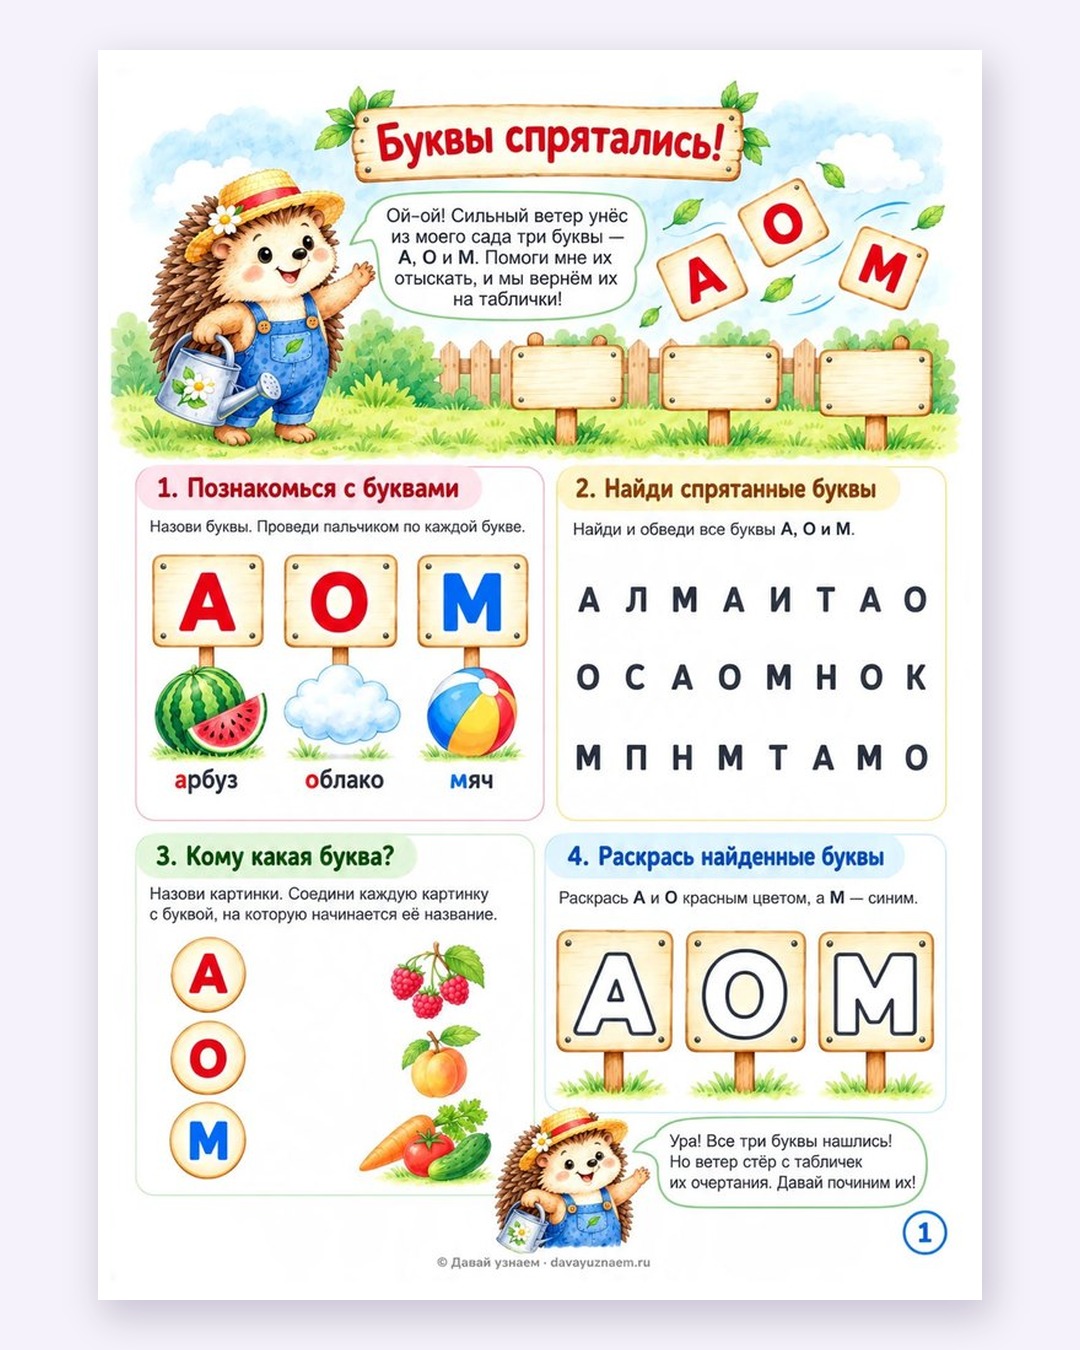 Буквы спрятались!
Ой-ой! Сильный ветер унёс
из моего сада три буквы —
А, О и М. Помоги мне их
отыскать, и мы вернём их
на таблички!
А О М
1. Познакомься с буквами
Назови буквы. Проведи пальчиком по каждой букве.
А О М
арбуз облако мяч
2. Найди спрятанные буквы
Найди и обведи все буквы А, О и М.
А Л М А И Т А О
О С А О М Н О К
М П Н М Т А М О
3. Кому какая буква?
Назови картинки. Соедини каждую картинку
с буквой, на которую начинается её название.
А
О
М
4. Раскрась найденные буквы
Раскрась А и О красным цветом, а М — синим.
А О М
Ура! Все три буквы нашлись!
Но ветер стёр с табличек
их очертания. Давай починим их!
1
© Давай узнаем · davayuznaem.ru